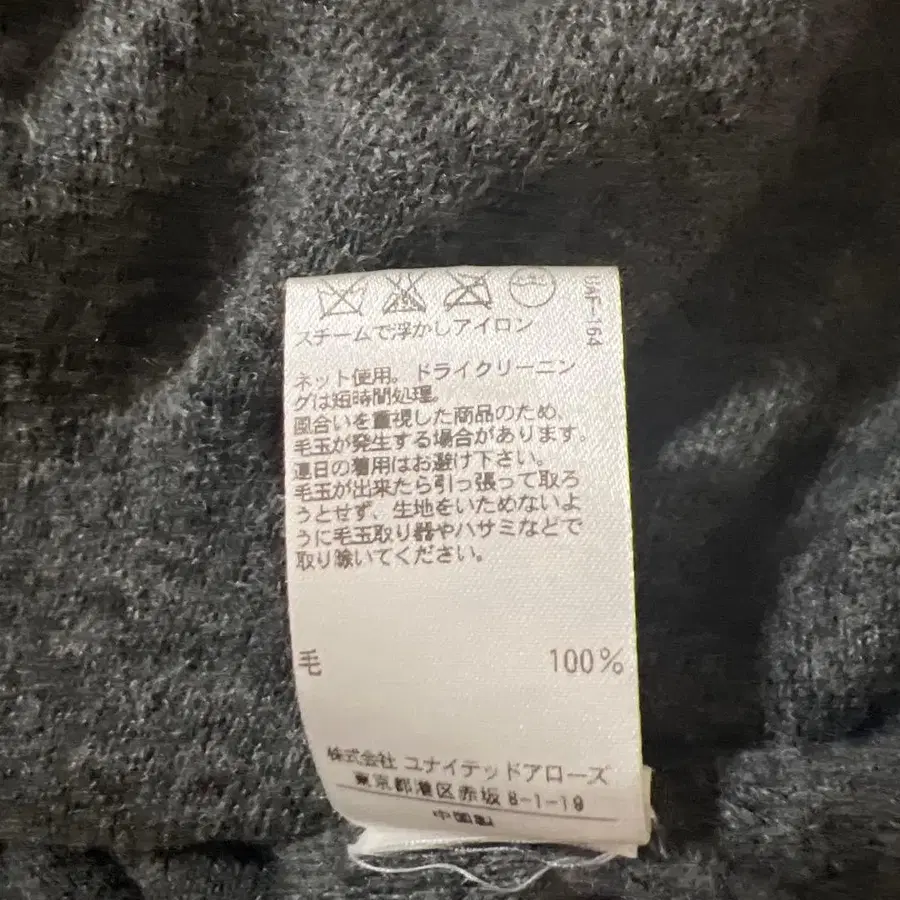 BAF-164
スチームで浮かしアイロン
ネット使用。ドライクリーニン
グは短時間処理。
風合いを重視した商品のため、
毛玉が発生する場合があります。
連日の着用はお避け下さい。
毛玉が出来たら引っ張って取ろ
うとせず、生地をいためないよ
うに毛玉取り器やハサミなどで
取り除いてください。
毛 100%
株式会社 ユナイテッドアローズ
東京都港区赤坂 8-1-19
中国製